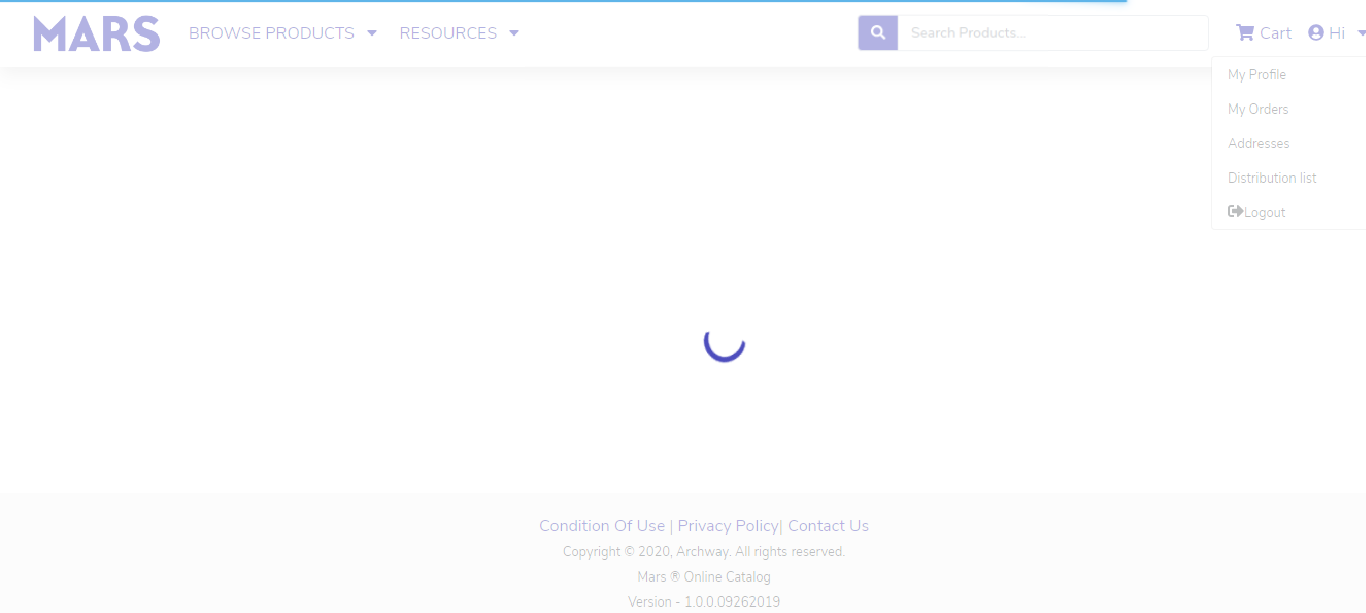 MARS BROWSE PRODUCTS RESOURCES Search Products... Cart Hi
My Profile
My Orders
Addresses
Distribution list
Logout
Condition Of Use | Privacy Policy| Contact Us
Copyright © 2020, Archway. All rights reserved.
Mars ® Online Catalog
Version - 1.0.0.09262019